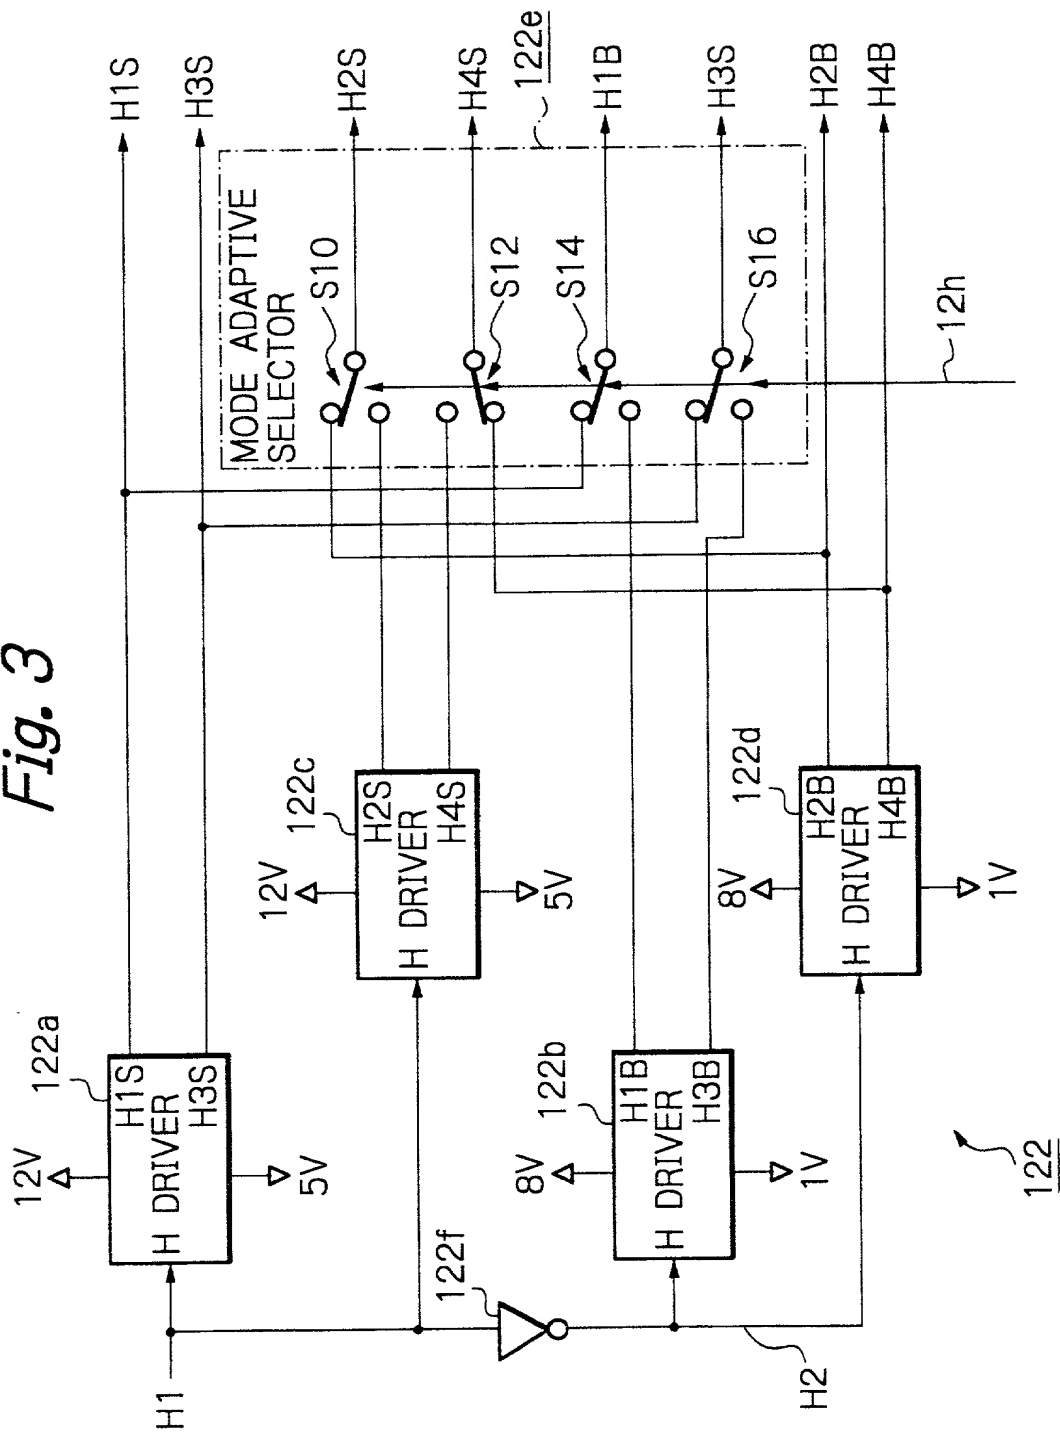 Fig. 3
H1
122a
12V
H DRIVER
H1S
H3S
5V
122c
12V
H DRIVER
H2S
H4S
5V
122f
122b
8V
H DRIVER
H1B
H3B
1V
122d
8V
H DRIVER
H2B
H4B
1V
H2
MODE ADAPTIVE
SELECTOR
S10
S12
S14
S16
122e
12h
H1S
H3S
H2S
H4S
H1B
H3S
H2B
H4B
122